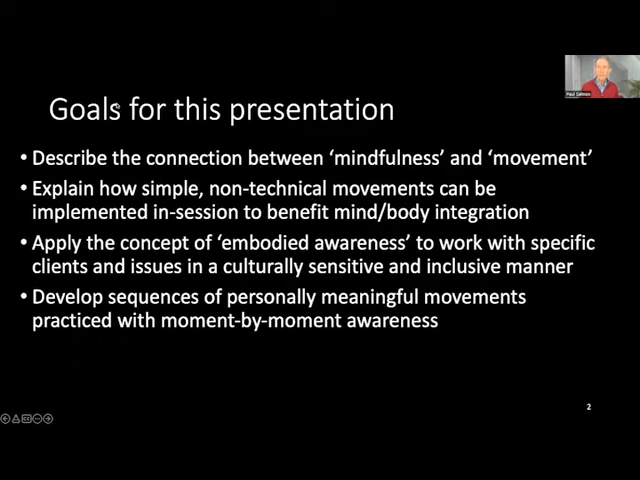 Goals for this presentation
Paul Salmon
• Describe the connection between ‘mindfulness’ and ‘movement’
• Explain how simple, non-technical movements can be
implemented in-session to benefit mind/body integration
• Apply the concept of ‘embodied awareness’ to work with specific
clients and issues in a culturally sensitive and inclusive manner
• Develop sequences of personally meaningful movements
practiced with moment-by-moment awareness
2